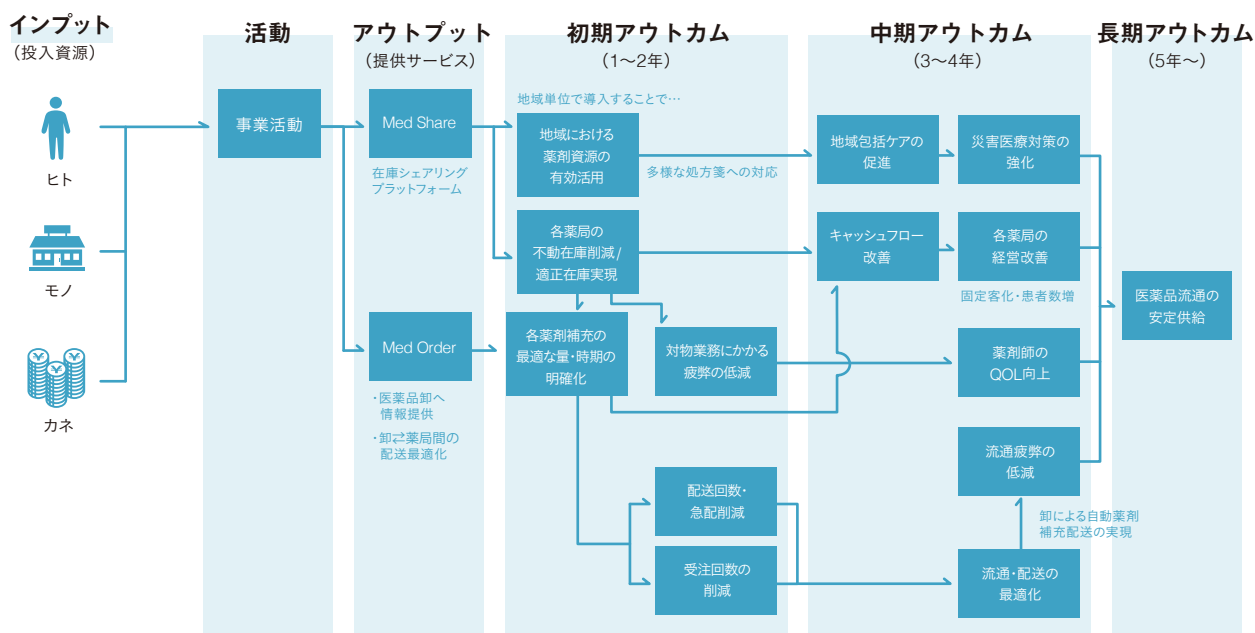 インプット
（投入資源）
ヒト
モノ
カネ
活動
事業活動
アウトプット
（提供サービス）
Med Share
在庫シェアリング
プラットフォーム
Med Order
・医薬品卸へ
情報提供
・卸⇄薬局間の
配送最適化
初期アウトカム
（1〜2年）
地域単位で導入することで…
地域における
薬剤資源の
有効活用
多様な処方箋への対応
各薬局の
不動在庫削減/
適正在庫実現
各薬剤補充の
最適な量・時期の
明確化
対物業務にかかる
疲弊の低減
配送回数・
急配削減
受注回数の
削減
中期アウトカム
（3〜4年）
地域包括ケアの
促進
災害医療対策の
強化
キャッシュフロー
改善
各薬局の
経営改善
固定客化・患者数増
薬剤師の
QOL向上
流通疲弊の
低減
卸による自動薬剤
補充配送の実現
流通・配送の
最適化
長期アウトカム
（5年〜）
医薬品流通の
安定供給